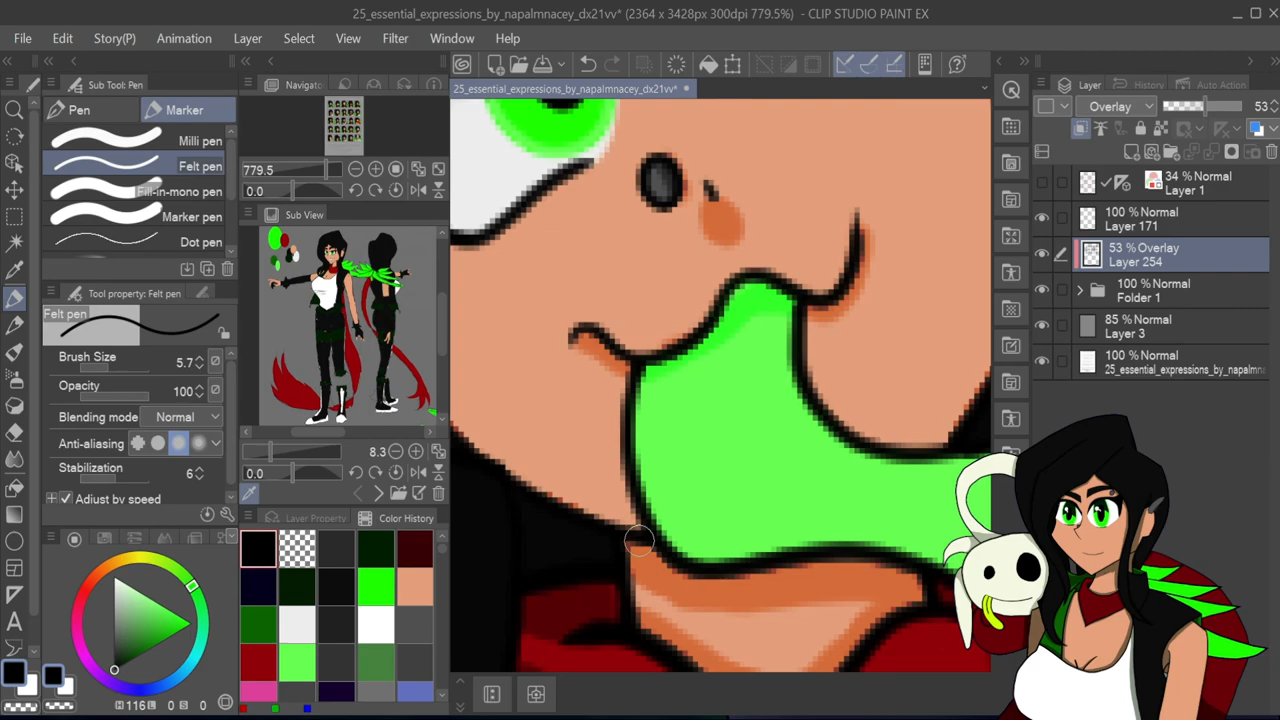 25_essential_expressions_by_napalmnacey_dx21vv* (2364 x 3428px 300dpi 779.5%) - CLIP STUDIO PAINT EX
File Edit Story(P) Animation Layer Select View Filter Window Help
Sub Tool: Pen
Navigator
25_essential_expressions_by_napalmnacey_dx21vv*
Layer
History
Auto Action
Pen
Marker
Overlay
53
Milli pen
Felt pen
Fill-in-mono pen
Marker pen
Dot pen
779.5
0.0
Sub View
34 % Normal
Layer 1
100 % Normal
Layer 171
53 % Overlay
Layer 254
100 % Normal
Folder 1
85 % Normal
Layer 3
100 % Normal
25_essential_expressions_by_napalmn
Tool property: Felt pen
Felt pen
Brush Size
5.7
Opacity
100
Blending mode
Normal
Anti-aliasing
Stabilization
6
Adjust by speed
8.3
0.0
Layer Property
Color History
H 116 L 0 S 0